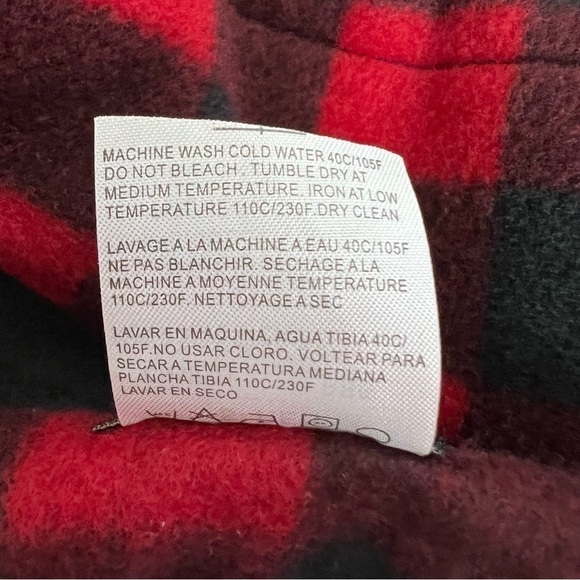 MACHINE WASH COLD WATER 40C/105F
DO NOT BLEACH . TUMBLE DRY AT
MEDIUM TEMPERATURE. IRON AT LOW
TEMPERATURE 110C/230F.DRY CLEAN
LAVAGE A LA MACHINE A EAU 40C/105F
NE PAS BLANCHIR. SECHAGE A LA
MACHINE A MOYENNE TEMPERATURE
110C/230F. NETTOYAGE A SEC
LAVAR EN MAQUINA, AGUA TIBIA 40C/
105F.NO USAR CLORO. VOLTEAR PARA
SECAR A TEMPERATURA MEDIANA
PLANCHA TIBIA 110C/230F
LAVAR EN SECO